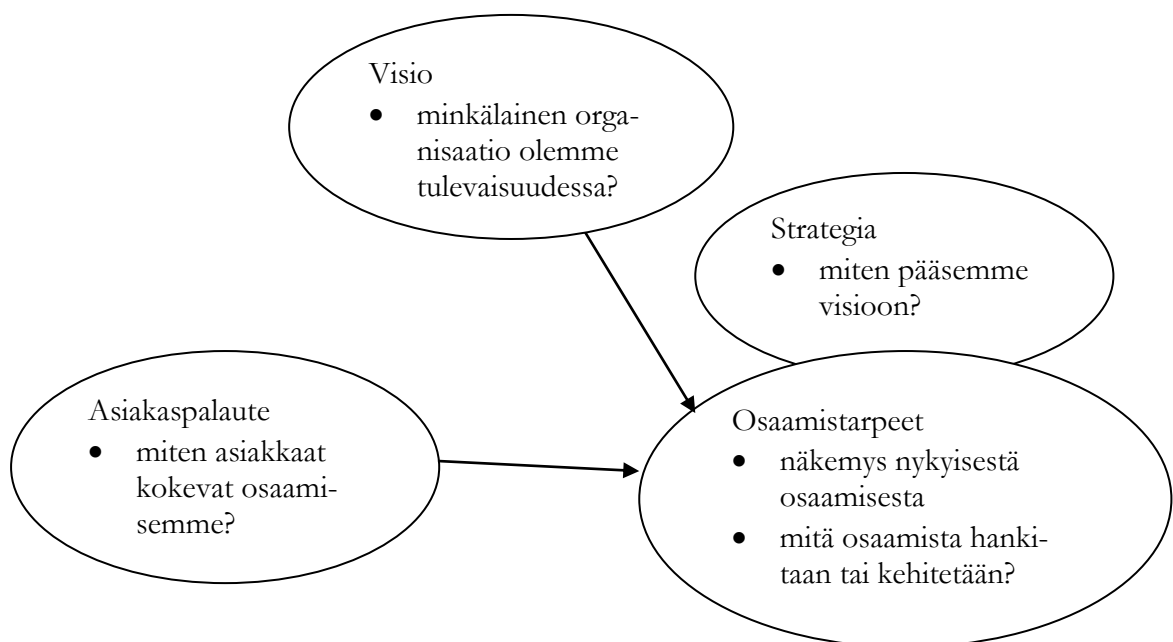 Visio
• minkälainen orga-
nisaatio olemme
tulevaisuudessa?
Strategia
• miten pääsemme
visioon?
Asiakaspalaute
• miten asiakkaat
kokevat osaami-
semme?
Osaamistarpeet
• näkemys nykyisestä
osaamisesta
• mitä osaamista hanki-
taan tai kehitetään?